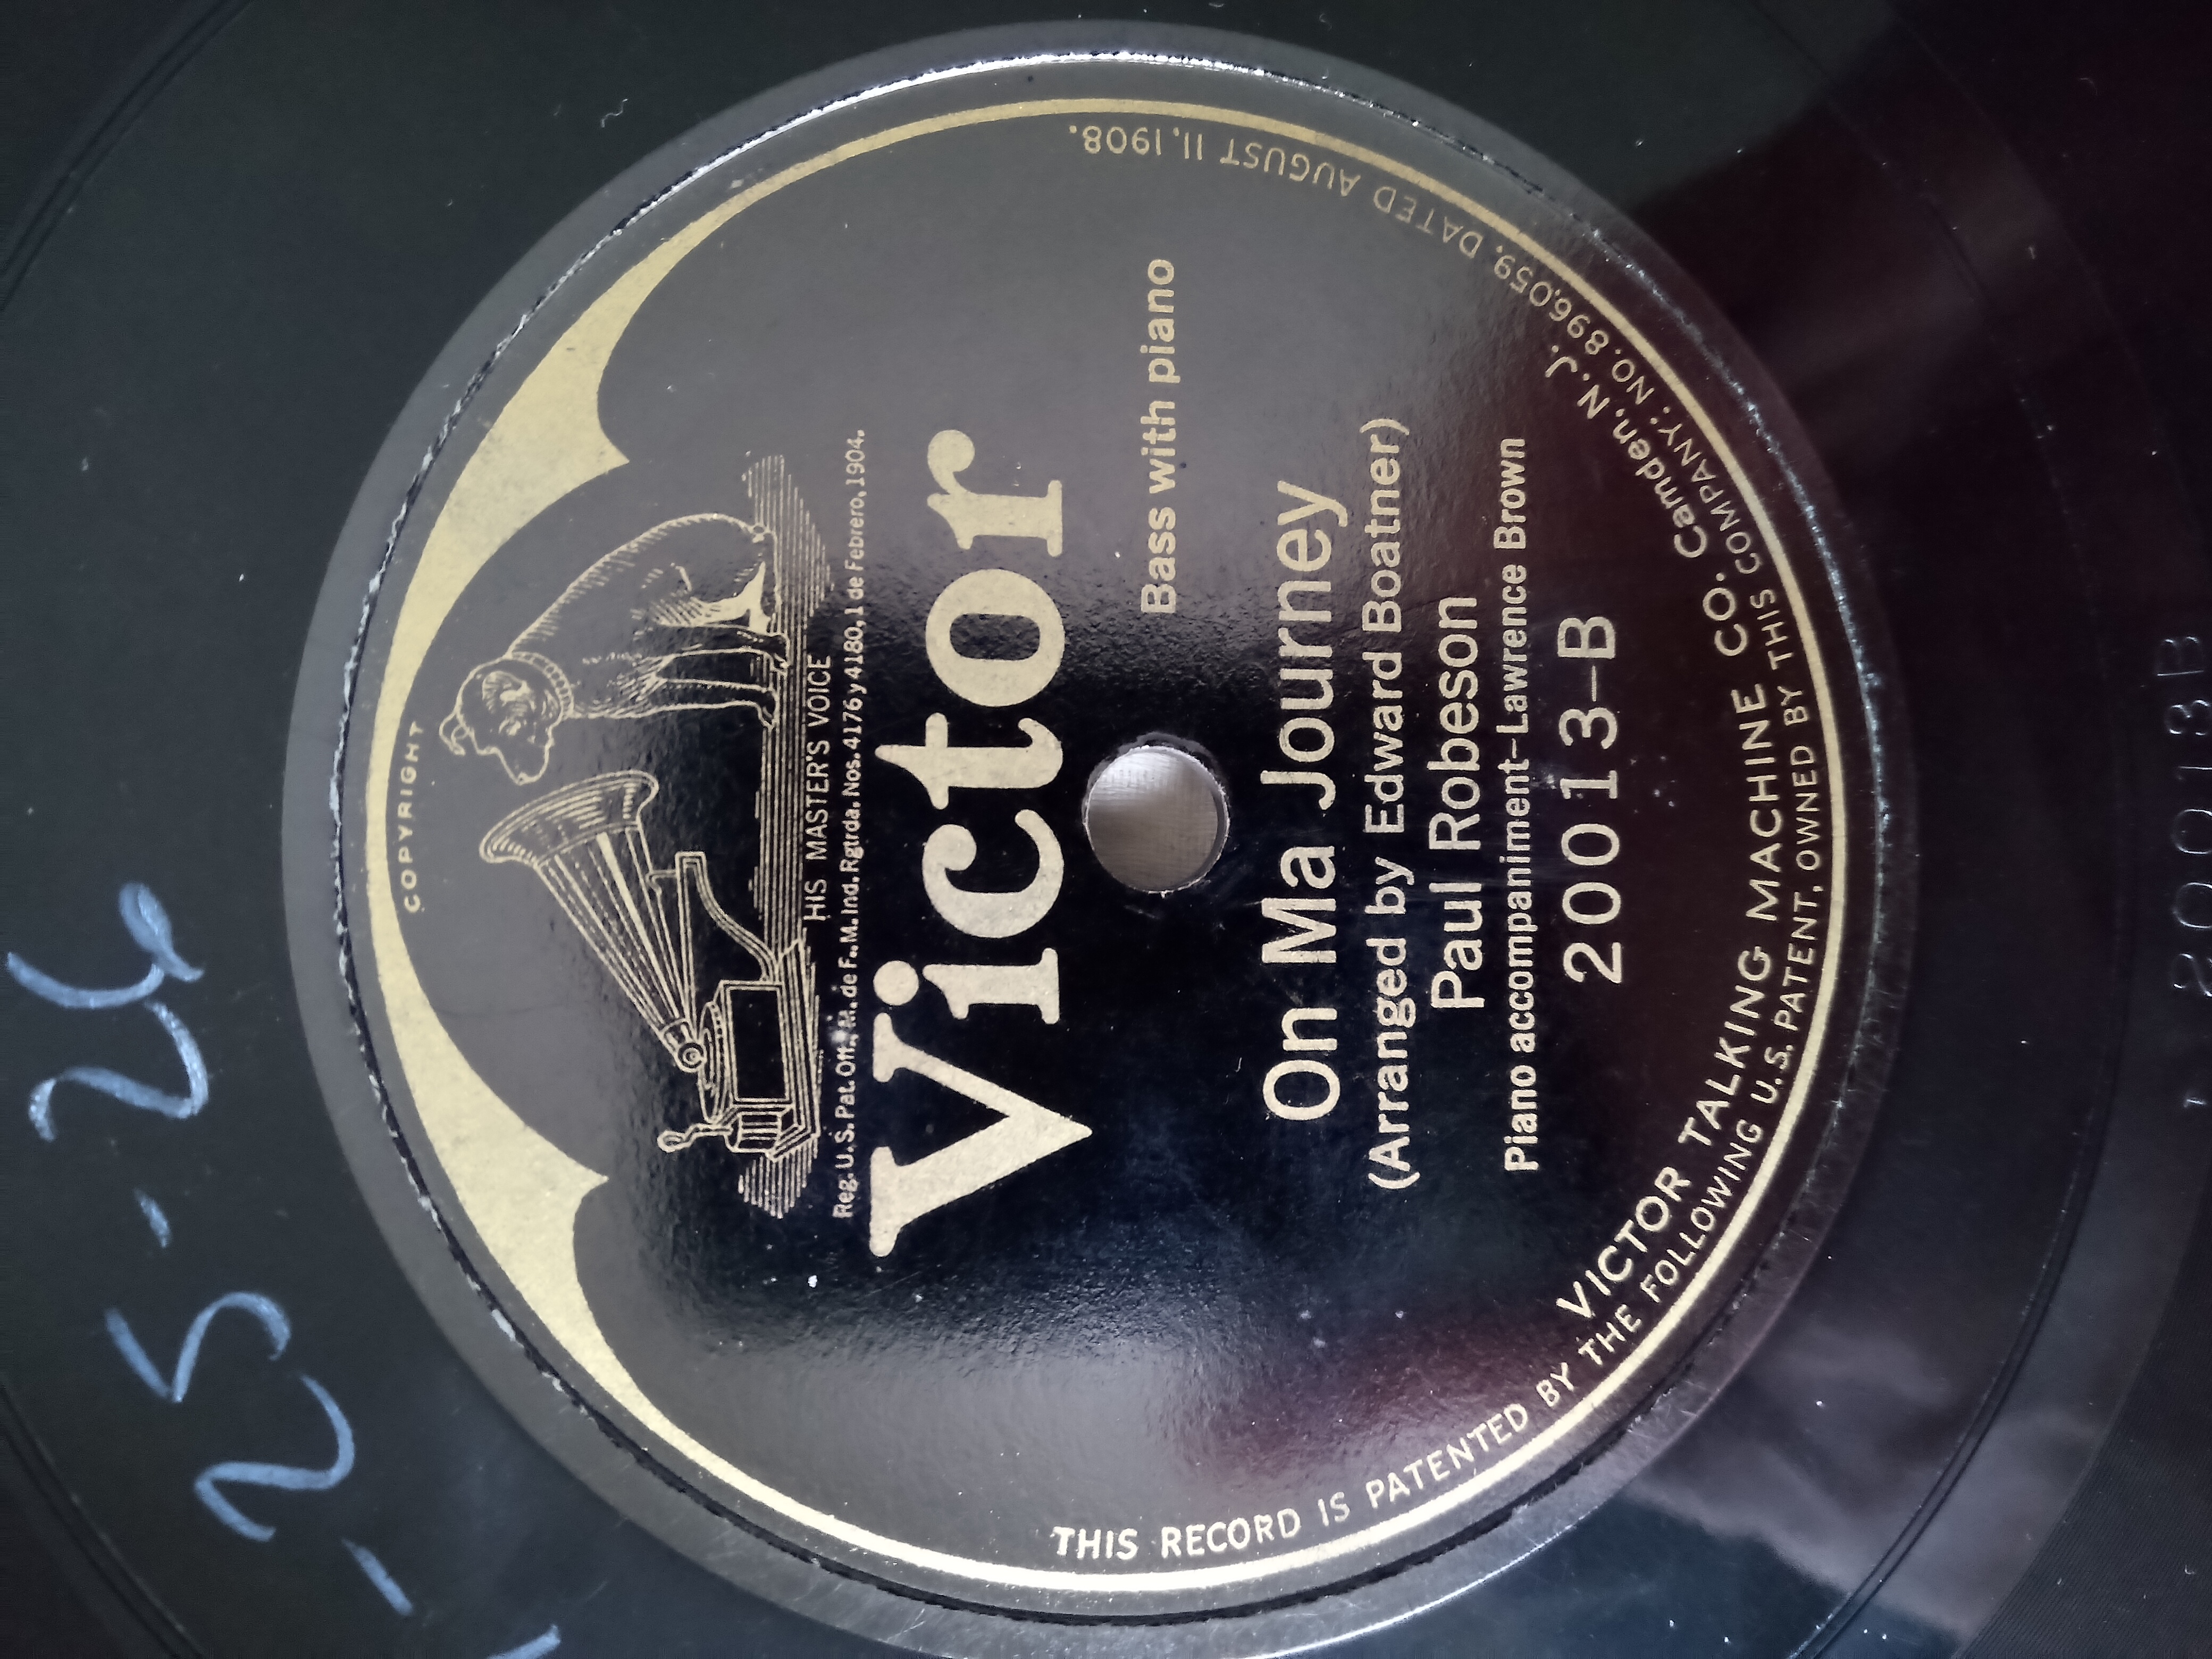 -25-26
COPYRIGHT
HIS MASTER'S VOICE
Reg. U.S. Pat. Off., M. de F. M. Ind. Rgtrda. Nos. 4176 y 4180, 1 de Febrero, 1904.
Victor
Bass with piano
On Ma Journey
(Arranged by Edward Boatner)
Paul Robeson
Piano accompaniment-Lawrence Brown
20013-B
VICTOR TALKING MACHINE CO. Camden, N. J.
THIS RECORD IS PATENTED BY THE FOLLOWING U.S. PATENT, OWNED BY THIS COMPANY: NO. 896,059, DATED AUGUST 11, 1908.
20013B